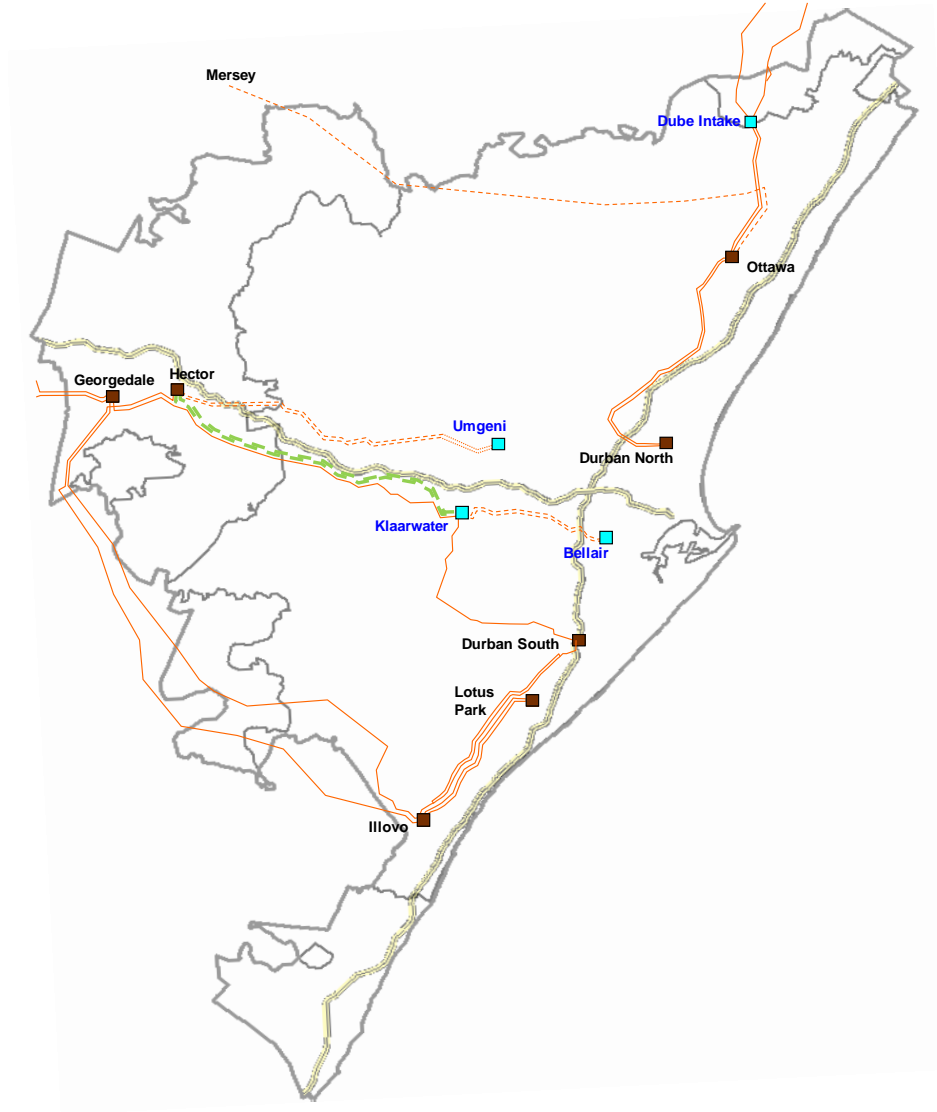 Mersey
Dube Intake
Ottawa
Georgedale
Hector
Umgeni
Durban North
Klaarwater
Bellair
Durban South
Lotus
Park
Illovo